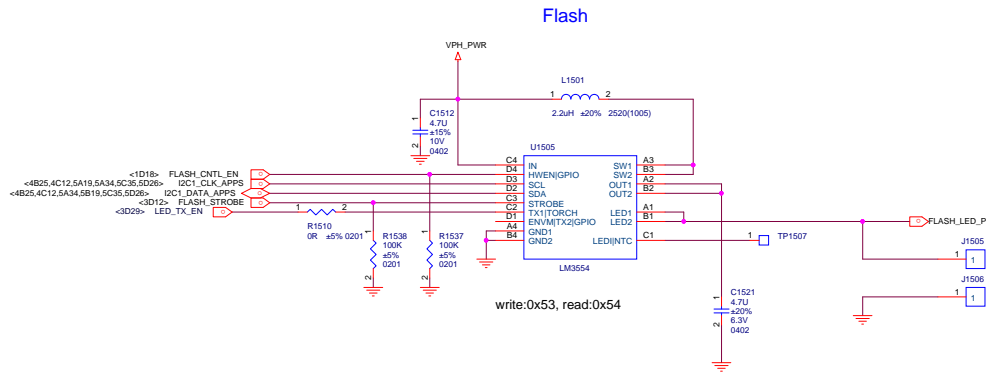 Flash
VPH_PWR
L1501
1 2
2.2uH ±20% 2520(1005)
1
C1512
4.7U
±15%
10V
2 0402
U1505
C4 IN SW1 A3
<1D18> FLASH_CNTL_EN D4 HWEN|GPIO SW2 B3
<4B25,4C12,5A19,5A34,5C35,5D26> I2C1_CLK_APPS D3 SCL OUT1 A2
<4B25,4C12,5A34,5B19,5C35,5D26> I2C1_DATA_APPS D2 SDA OUT2 B2
<3D12> FLASH_STROBE C3 STROBE
<3D29> LED_TX_EN 1 2 C2 TX1|TORCH LED1 A1
D1 ENVM|TX2|GPIO LED2 B1 FLASH_LED_P
A4 GND1
B4 GND2 LEDI|NTC C1 1 TP1507
R1510
0R ±5% 0201
1 R1538
100K
±5%
0201
2
1 R1537
100K
±5%
0201
2
LM3554
J1505
1 1
J1506
1 1
write:0x53, read:0x54
1 C1521
4.7U
±20%
2 6.3V
0402